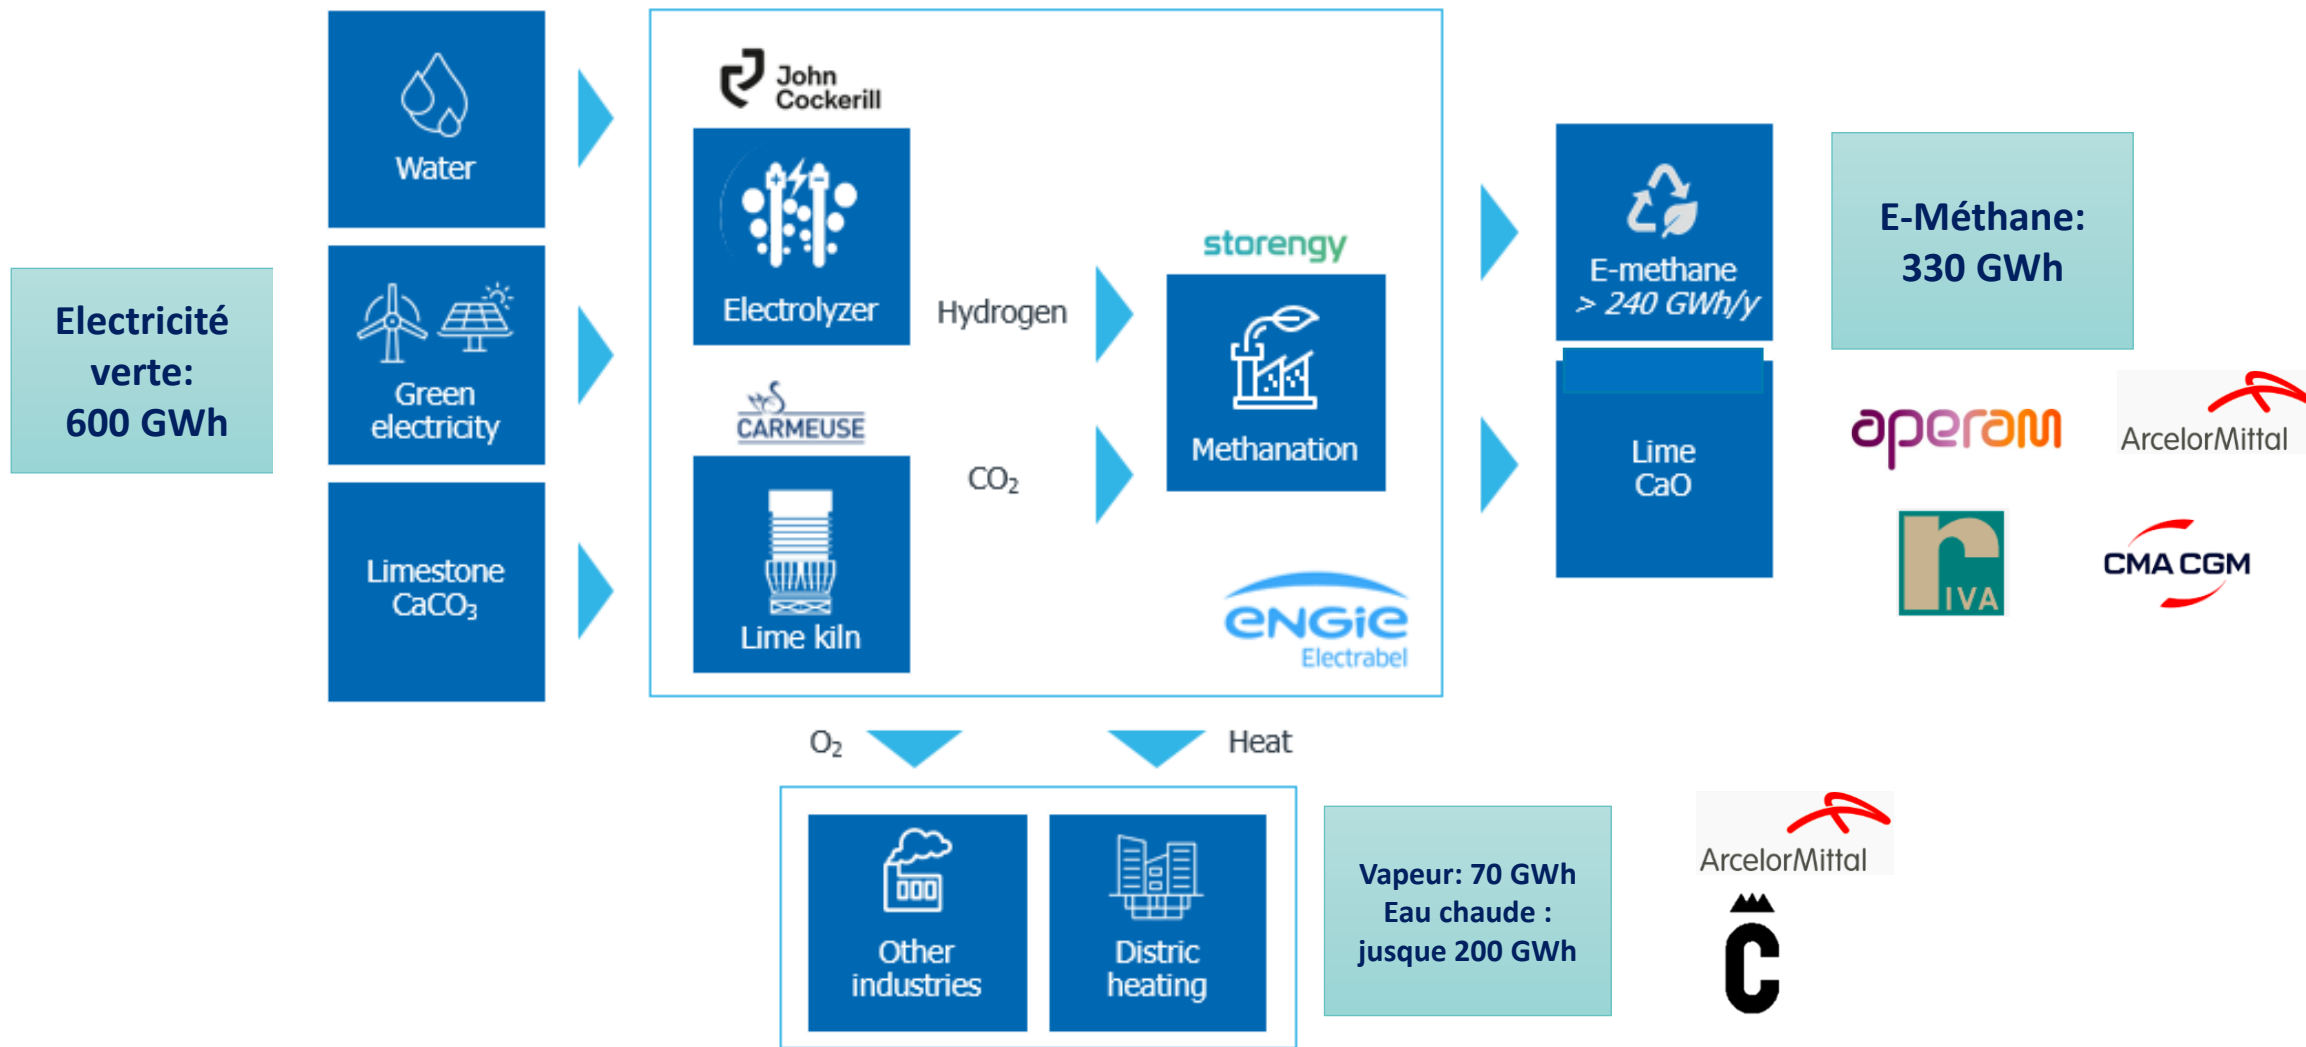 Electricité
verte:
600 GWh
Water
Green
electricity
Limestone
CaCO₃
John
Cockerill
Electrolyzer
Hydrogen
CARMEUSE
Lime kiln
CO₂
storengy
Methanation
ENGiE
Electrabel
E-methane
> 240 GWh/y
Lime
CaO
E-Méthane:
330 GWh
aperam
ArcelorMittal
rIVA
CMA CGM
O₂
Heat
Other
industries
Distric
heating
Vapeur: 70 GWh
Eau chaude :
jusque 200 GWh
ArcelorMittal
Ĉ